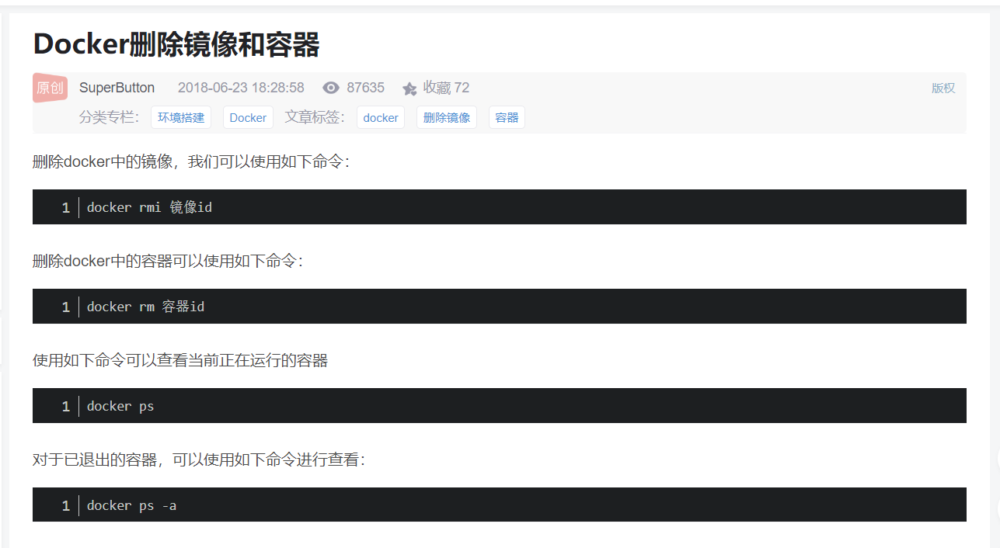 Docker删除镜像和容器
原创 SuperButton 2018-06-23 18:28:58 87635 收藏 72 版权
分类专栏： 环境搭建 Docker 文章标签： docker 删除镜像 容器
删除docker中的镜像，我们可以使用如下命令：
1 docker rmi 镜像id
删除docker中的容器可以使用如下命令：
1 docker rm 容器id
使用如下命令可以查看当前正在运行的容器
1 docker ps
对于已退出的容器，可以使用如下命令进行查看：
1 docker ps -a